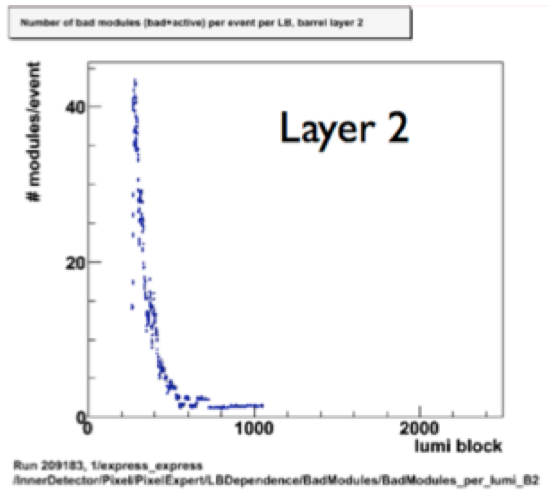 Number of bad modules (bad+active) per event per LB, barrel layer 2
# modules/event
40
20
0
Layer 2
0
1000
2000
lumi block
Run 209183, 1/express_express
/InnerDetector/Pixel/PixelExpert/LBDependence/BadModules/BadModules_per_lumi_B2